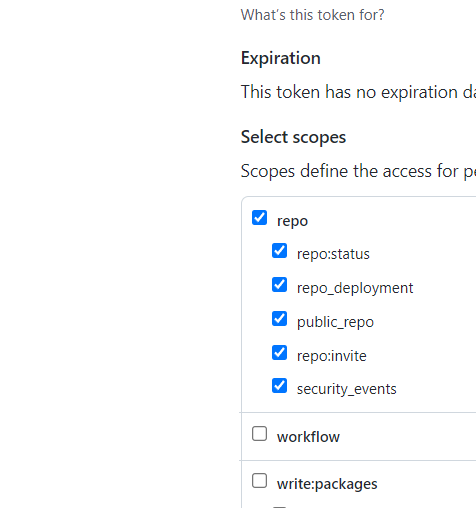 What's this token for?
Expiration
This token has no expiration
Select scopes
Scopes define the access for
repo
repo:status
repo_deployment
public_repo
repo:invite
security_events
workflow
write:packages